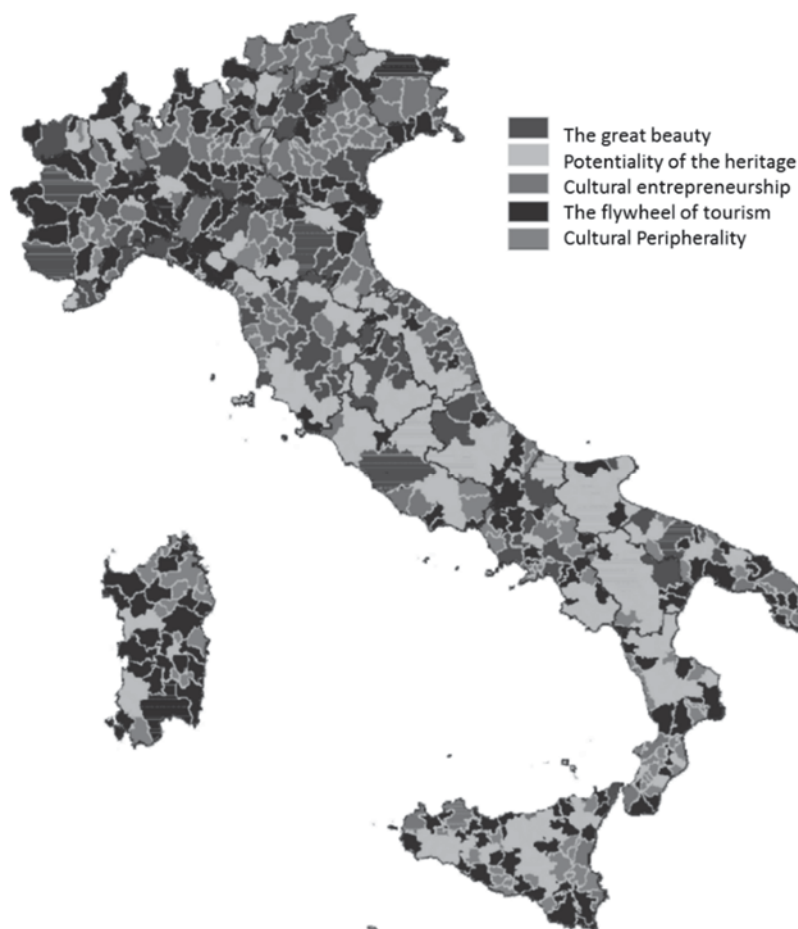 The great beauty
Potentiality of the heritage
Cultural entrepreneurship
The flywheel of tourism
Cultural Peripherality